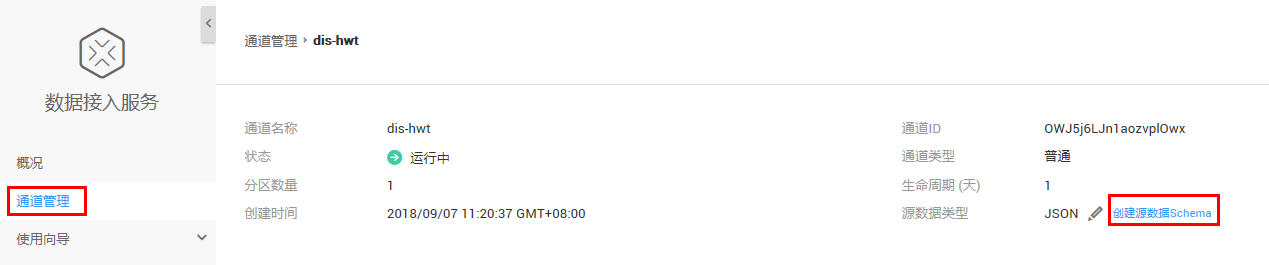 数据接入服务
概况
通道管理
使用向导
通道管理 › dis-hwt
通道名称 dis-hwt 通道ID OWJ5j6LJn1aozvplOwx
状态 运行中 通道类型 普通
分区数量 1 生命周期 (天) 1
创建时间 2018/09/07 11:20:37 GMT+08:00 源数据类型 JSON 创建源数据Schema